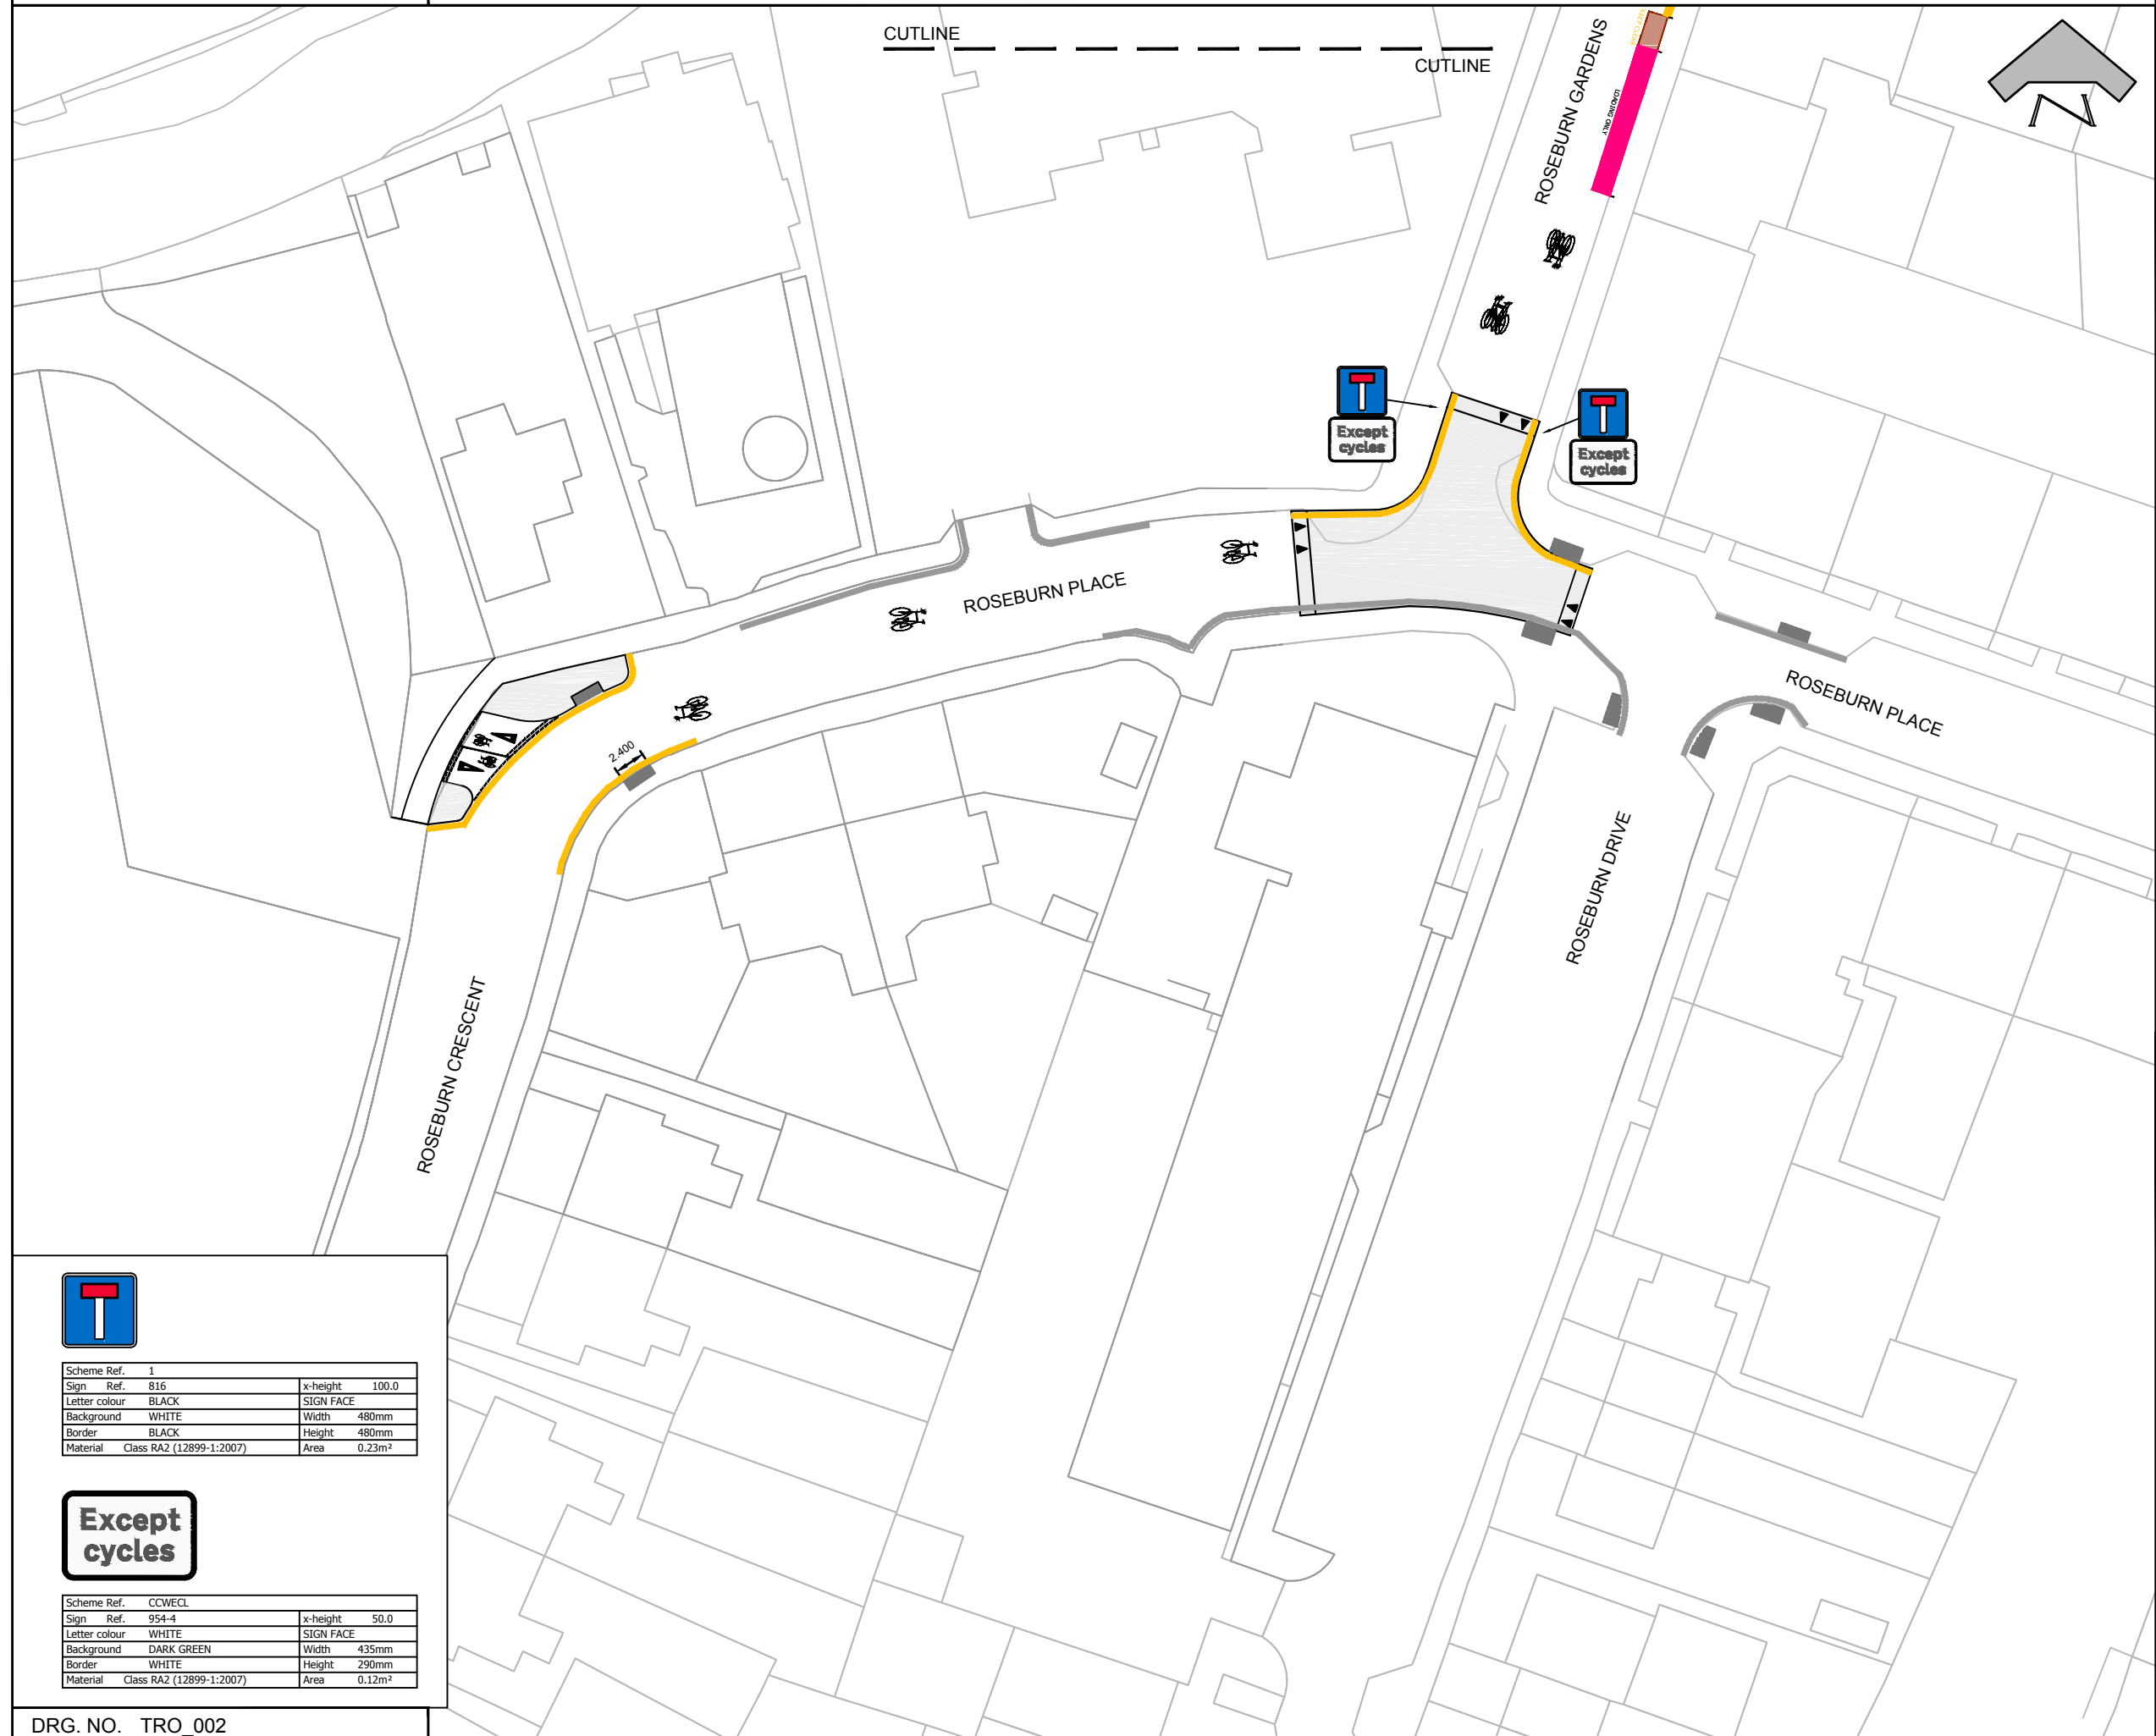 CUTLINE
CUTLINE
ROSEBURN GARDENS
KEEP CLEAR
LOADING ONLY
Except
cycles
Except
cycles
ROSEBURN PLACE
ROSEBURN PLACE
2.400
ROSEBURN DRIVE
ROSEBURN CRESCENT
Scheme Ref. 1
Sign Ref. 816 x-height 100.0
Letter colour BLACK SIGN FACE
Background WHITE Width 480mm
Border BLACK Height 480mm
Material Class RA2 (12899-1:2007) Area 0.23m²
Except
cycles
Scheme Ref. CCWECL
Sign Ref. 954-4 x-height 50.0
Letter colour WHITE SIGN FACE
Background DARK GREEN Width 435mm
Border WHITE Height 290mm
Material Class RA2 (12899-1:2007) Area 0.12m²
DRG. NO. TRO_002